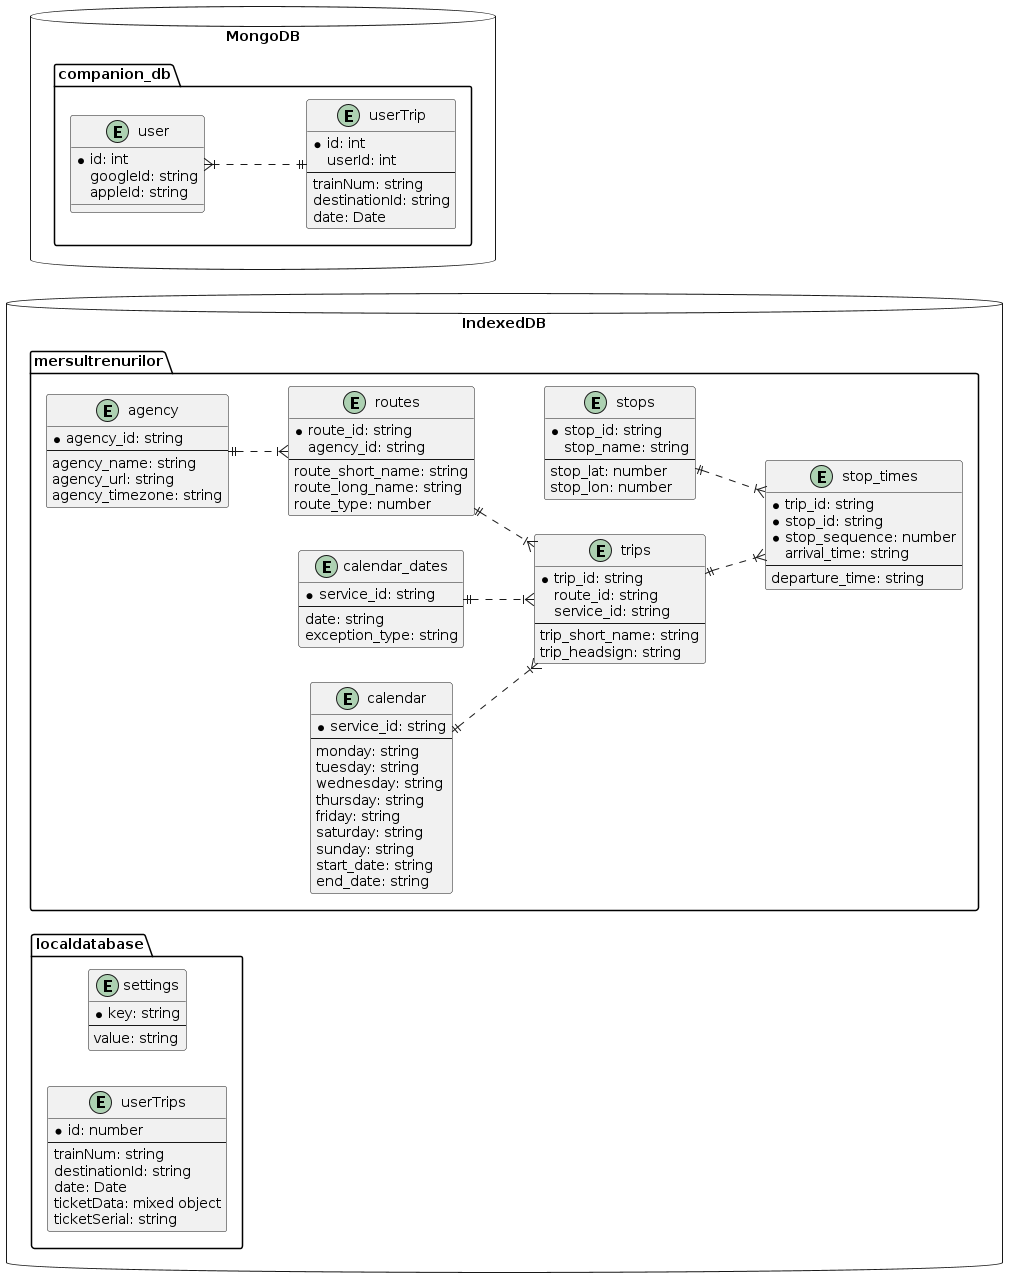 MongoDB
companion_db
E user
* id: int
googleId: string
appleId: string
E userTrip
* id: int
userId: int
trainNum: string
destinationId: string
date: Date
IndexedDB
mersultrenurilor
E agency
* agency_id: string
agency_name: string
agency_url: string
agency_timezone: string
E routes
* route_id: string
agency_id: string
route_short_name: string
route_long_name: string
route_type: number
E stops
* stop_id: string
stop_name: string
stop_lat: number
stop_lon: number
E stop_times
* trip_id: string
* stop_id: string
* stop_sequence: number
arrival_time: string
departure_time: string
E calendar_dates
* service_id: string
date: string
exception_type: string
E trips
* trip_id: string
route_id: string
service_id: string
trip_short_name: string
trip_headsign: string
E calendar
* service_id: string
monday: string
tuesday: string
wednesday: string
thursday: string
friday: string
saturday: string
sunday: string
start_date: string
end_date: string
localdatabase
E settings
* key: string
value: string
E userTrips
* id: number
trainNum: string
destinationId: string
date: Date
ticketData: mixed object
ticketSerial: string